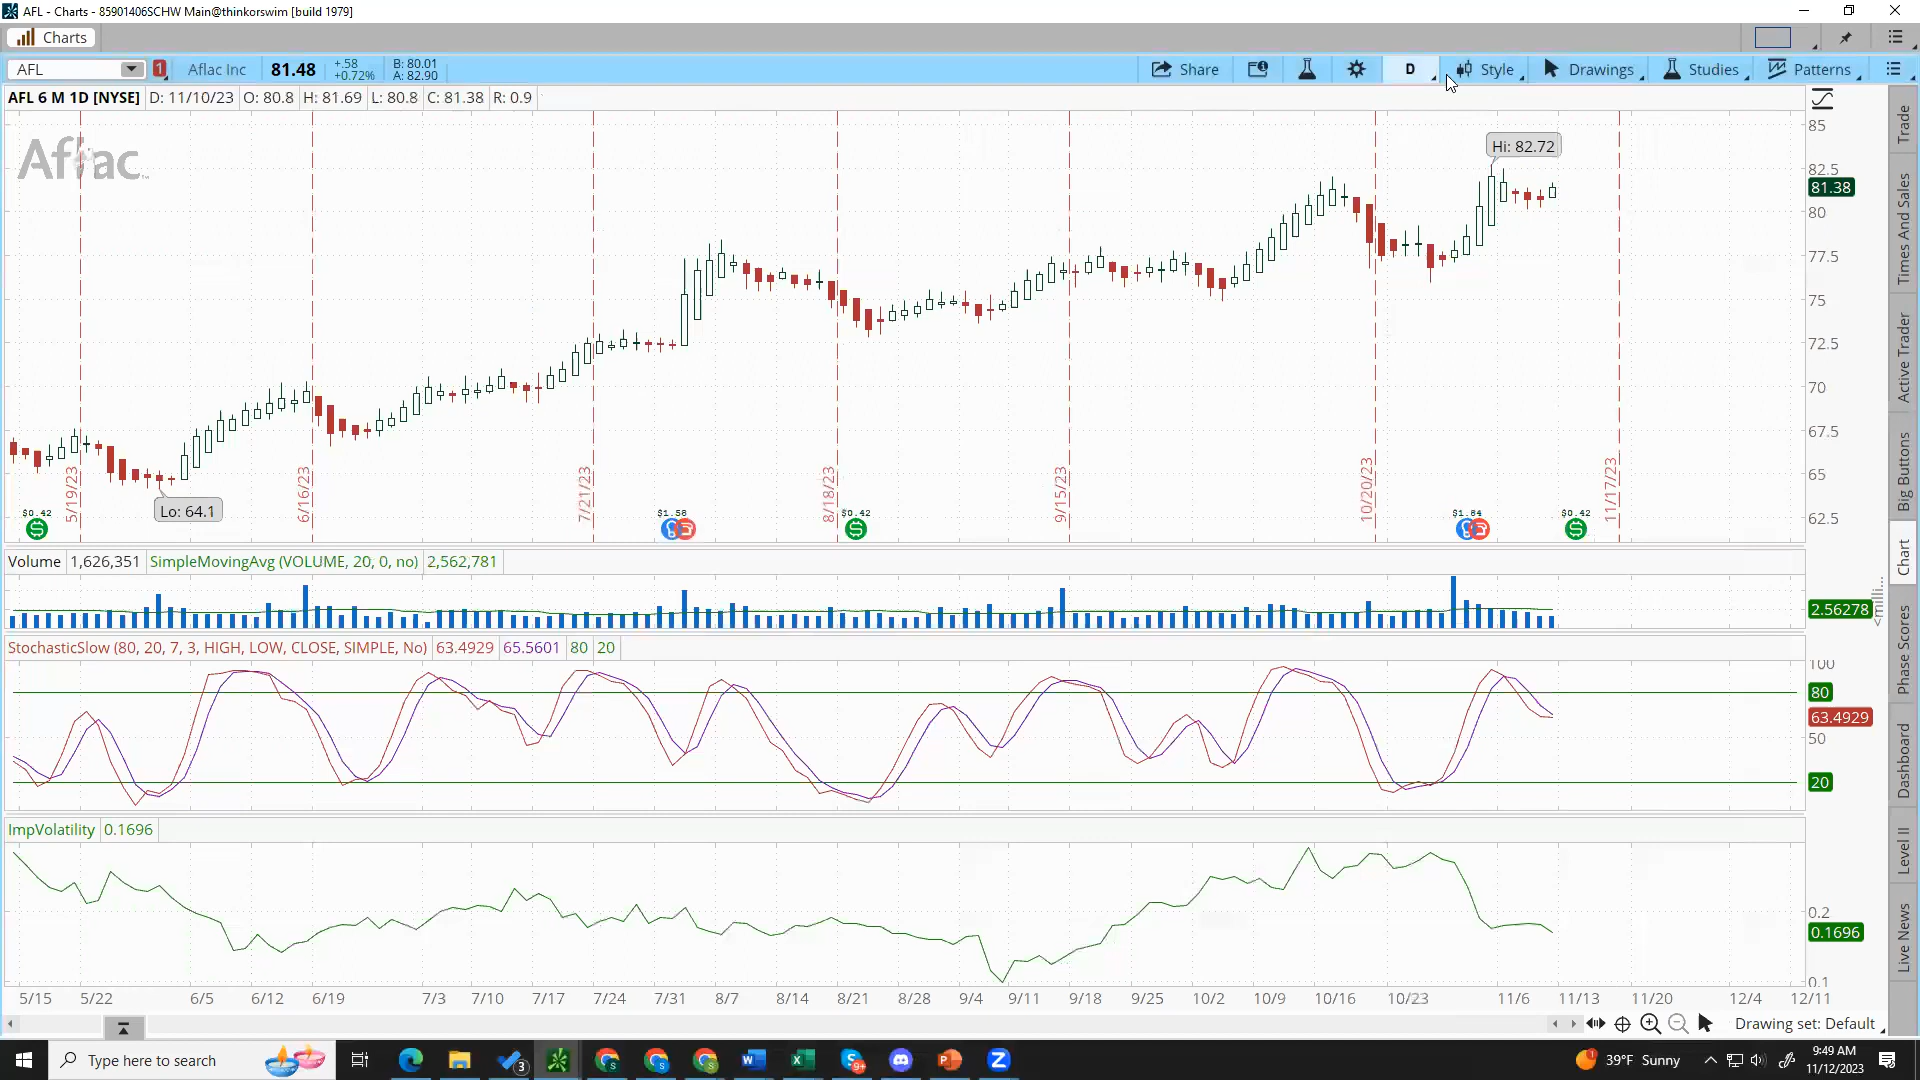 AFL - Charts - 85901406SCHW Main@thinkorswim [build 1979]
Charts
AFL 1 Aflac Inc 81.48 +.58 +0.72% B: 80.01 A: 82.90 Share D Style Drawings Studies Patterns
AFL 6 M 1D [NYSE] D: 11/10/23 O: 80.8 H: 81.69 L: 80.8 C: 81.38 R: 0.9
Aflac
Hi: 82.72
Lo: 64.1
85
82.5
81.38
80
77.5
75
72.5
70
67.5
65
62.5
5/19/23
6/16/23
7/21/23
8/18/23
9/15/23
10/20/23
11/17/23
$0.42
$1.58
$0.42
$1.84
$0.42
Volume 1,626,351 SimpleMovingAvg (VOLUME, 20, 0, no) 2,562,781
2.56278
StochasticSlow (80, 20, 7, 3, HIGH, LOW, CLOSE, SIMPLE, No) 63.4929 65.5601 80 20
100
80
63.4929
50
20
ImpVolatility 0.1696
0.2
0.1696
0.1
5/15 5/22 6/5 6/12 6/19 7/3 7/10 7/17 7/24 7/31 8/7 8/14 8/21 8/28 9/4 9/11 9/18 9/25 10/2 10/9 10/16 10/23 11/6 11/13 11/20 12/4 12/11
Drawing set: Default
Trade
Times And Sales
Active Trader
Big Buttons
Chart
Phase Scores
Dashboard
Level II
Live News
Type here to search
3
9+
1
39°F Sunny
9:49 AM
11/12/2023